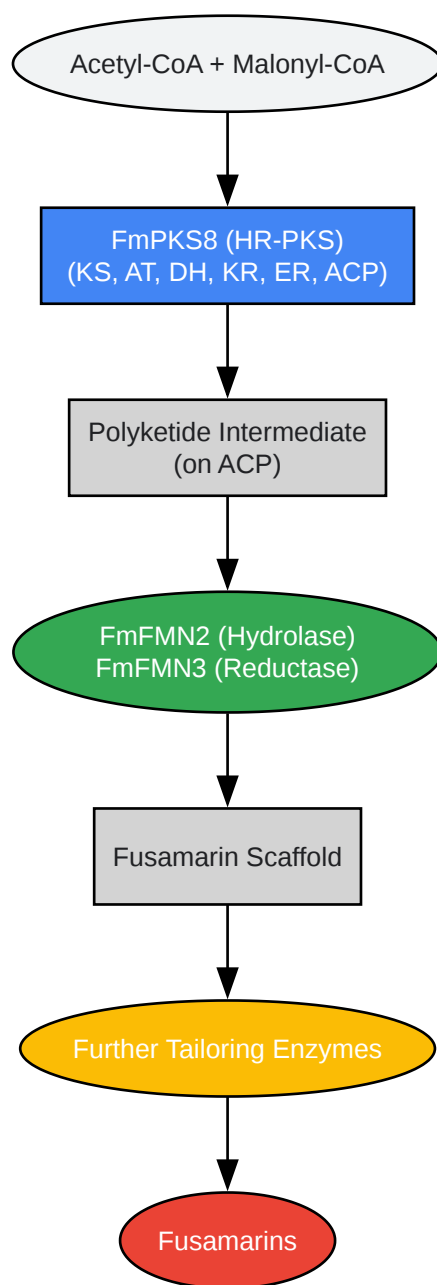 Acetyl-CoA + Malonyl-CoA
FmPKS8 (HR-PKS)
(KS, AT, DH, KR, ER, ACP)
Polyketide Intermediate
(on ACP)
FmFMN2 (Hydrolase)
FmFMN3 (Reductase)
Fusamarin Scaffold
Further Tailoring Enzymes
Fusamarins